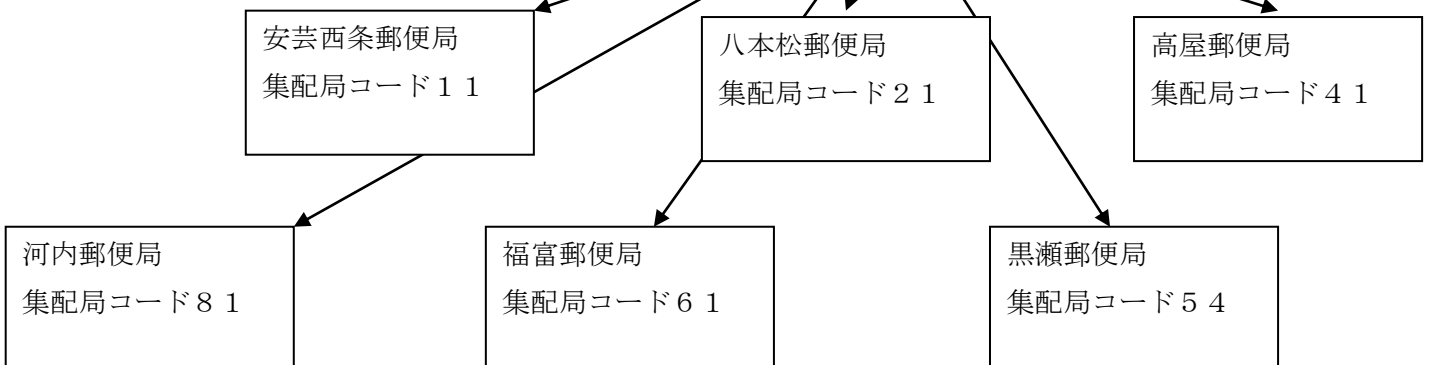 安芸西条郵便局
集配局コード１１
八本松郵便局
集配局コード２１
高屋郵便局
集配局コード４１
河内郵便局
集配局コード８１
福富郵便局
集配局コード６１
黒瀬郵便局
集配局コード５４